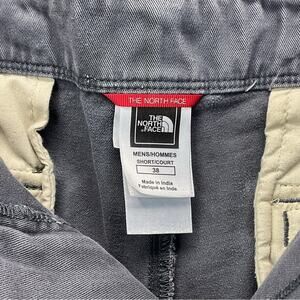 THE NORTH FACE
THE
NORTH
FACE
MENS/HOMMES
SHORT/COURT
38
Made in India
Fabriqué en Inde